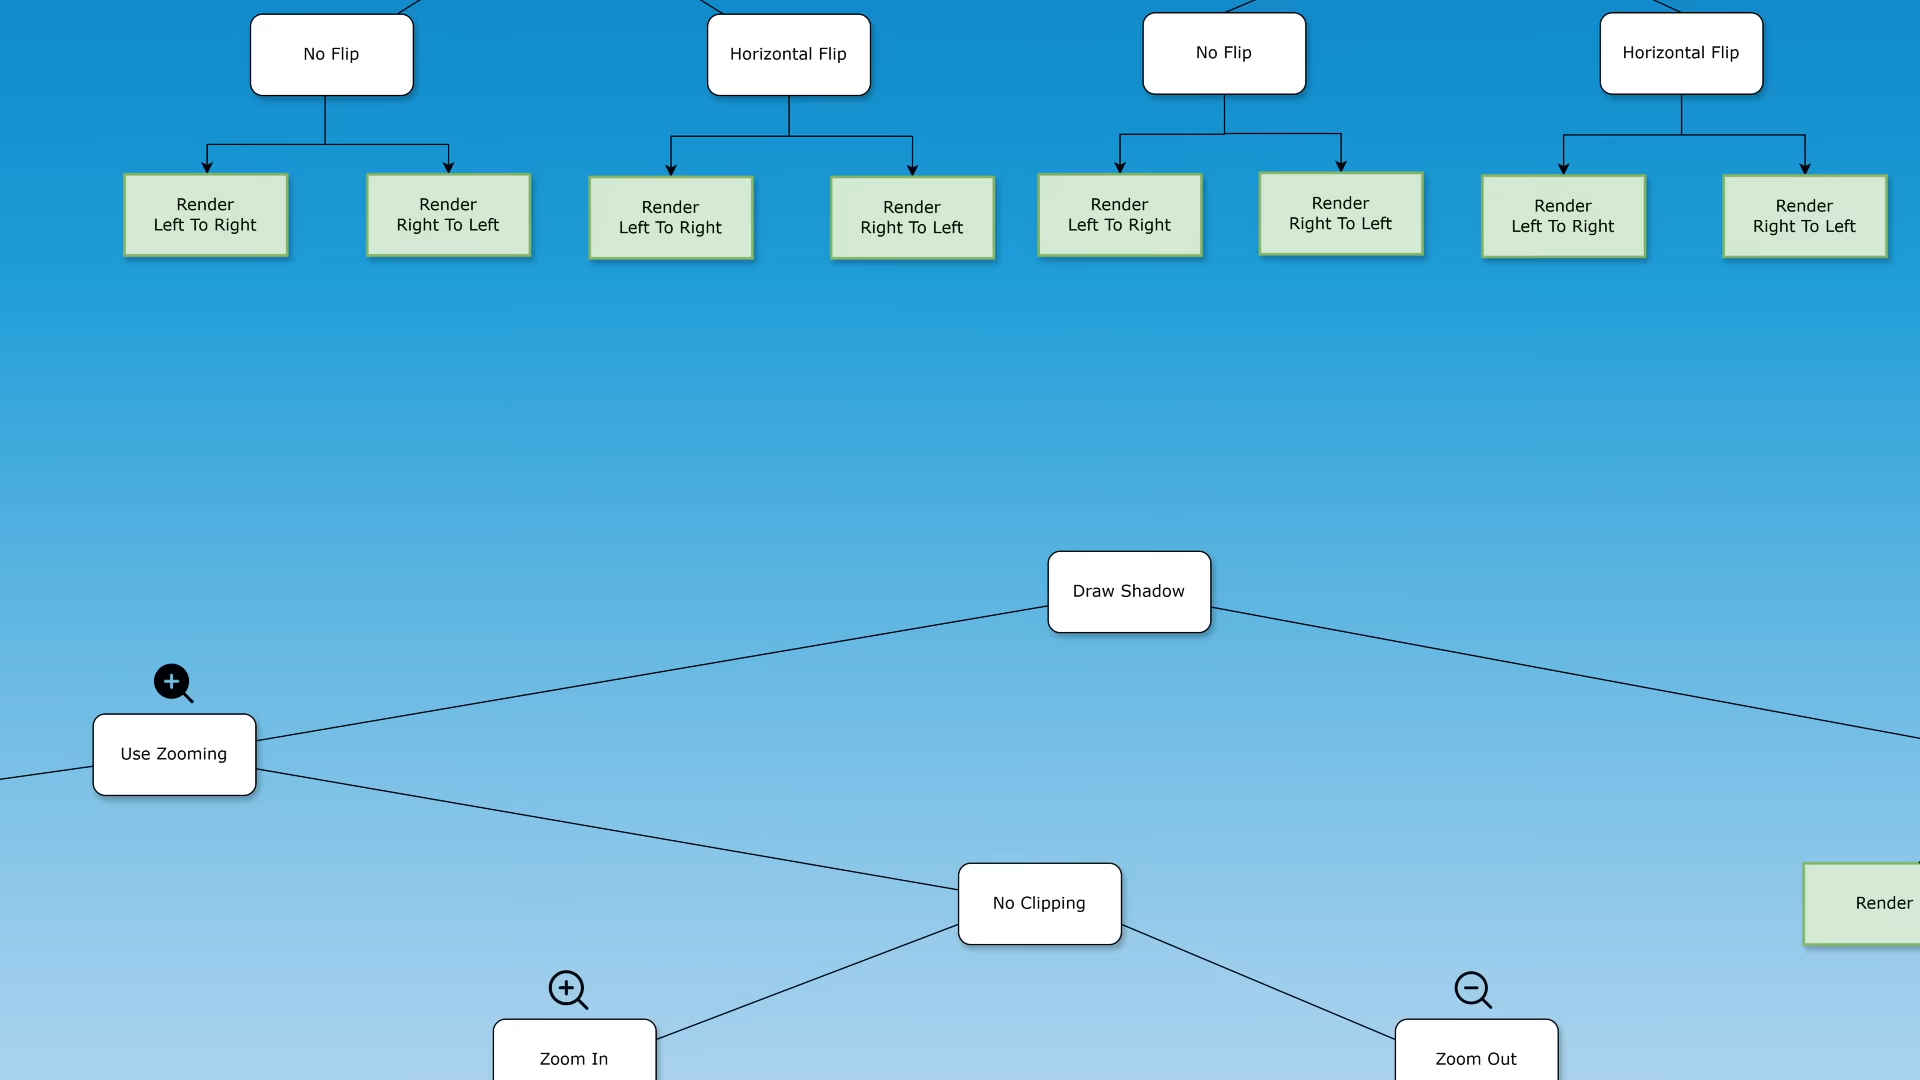 No Flip
Horizontal Flip
No Flip
Horizontal Flip
Render
Left To Right
Render
Right To Left
Render
Left To Right
Render
Right To Left
Render
Left To Right
Render
Right To Left
Render
Left To Right
Render
Right To Left
Draw Shadow
Use Zooming
No Clipping
Render
Zoom In
Zoom Out